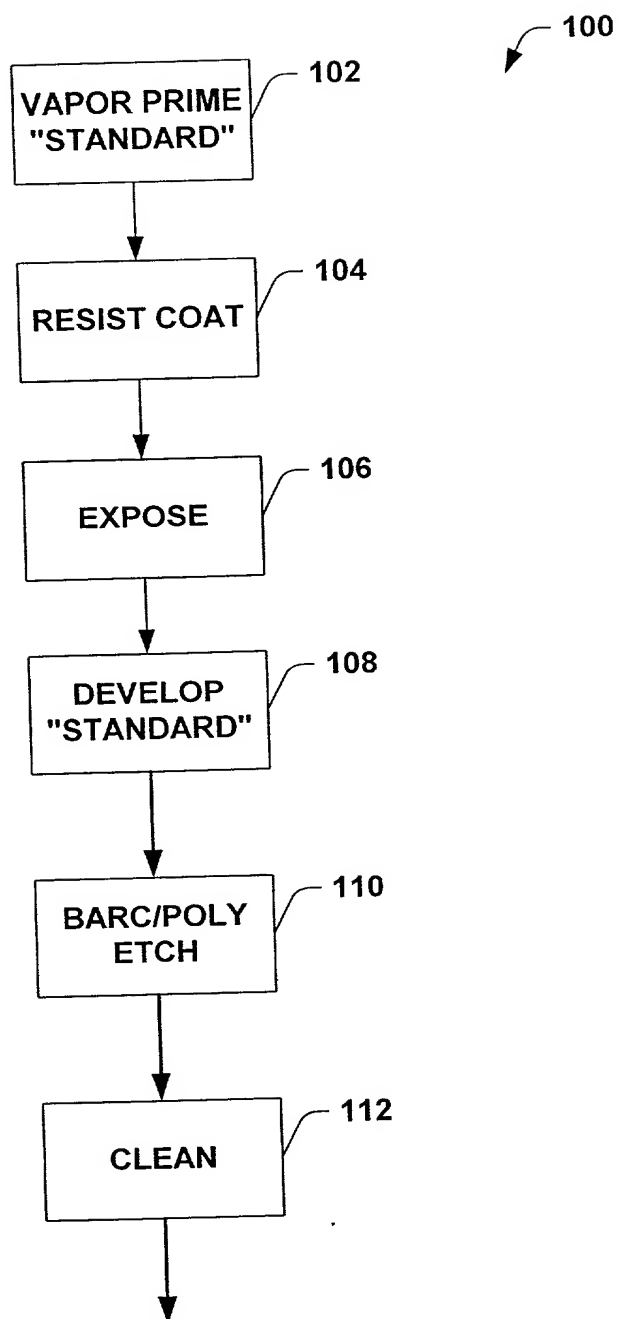 100
102
VAPOR PRIME
"STANDARD"
104
RESIST COAT
106
EXPOSE
108
DEVELOP
"STANDARD"
110
BARC/POLY
ETCH
112
CLEAN